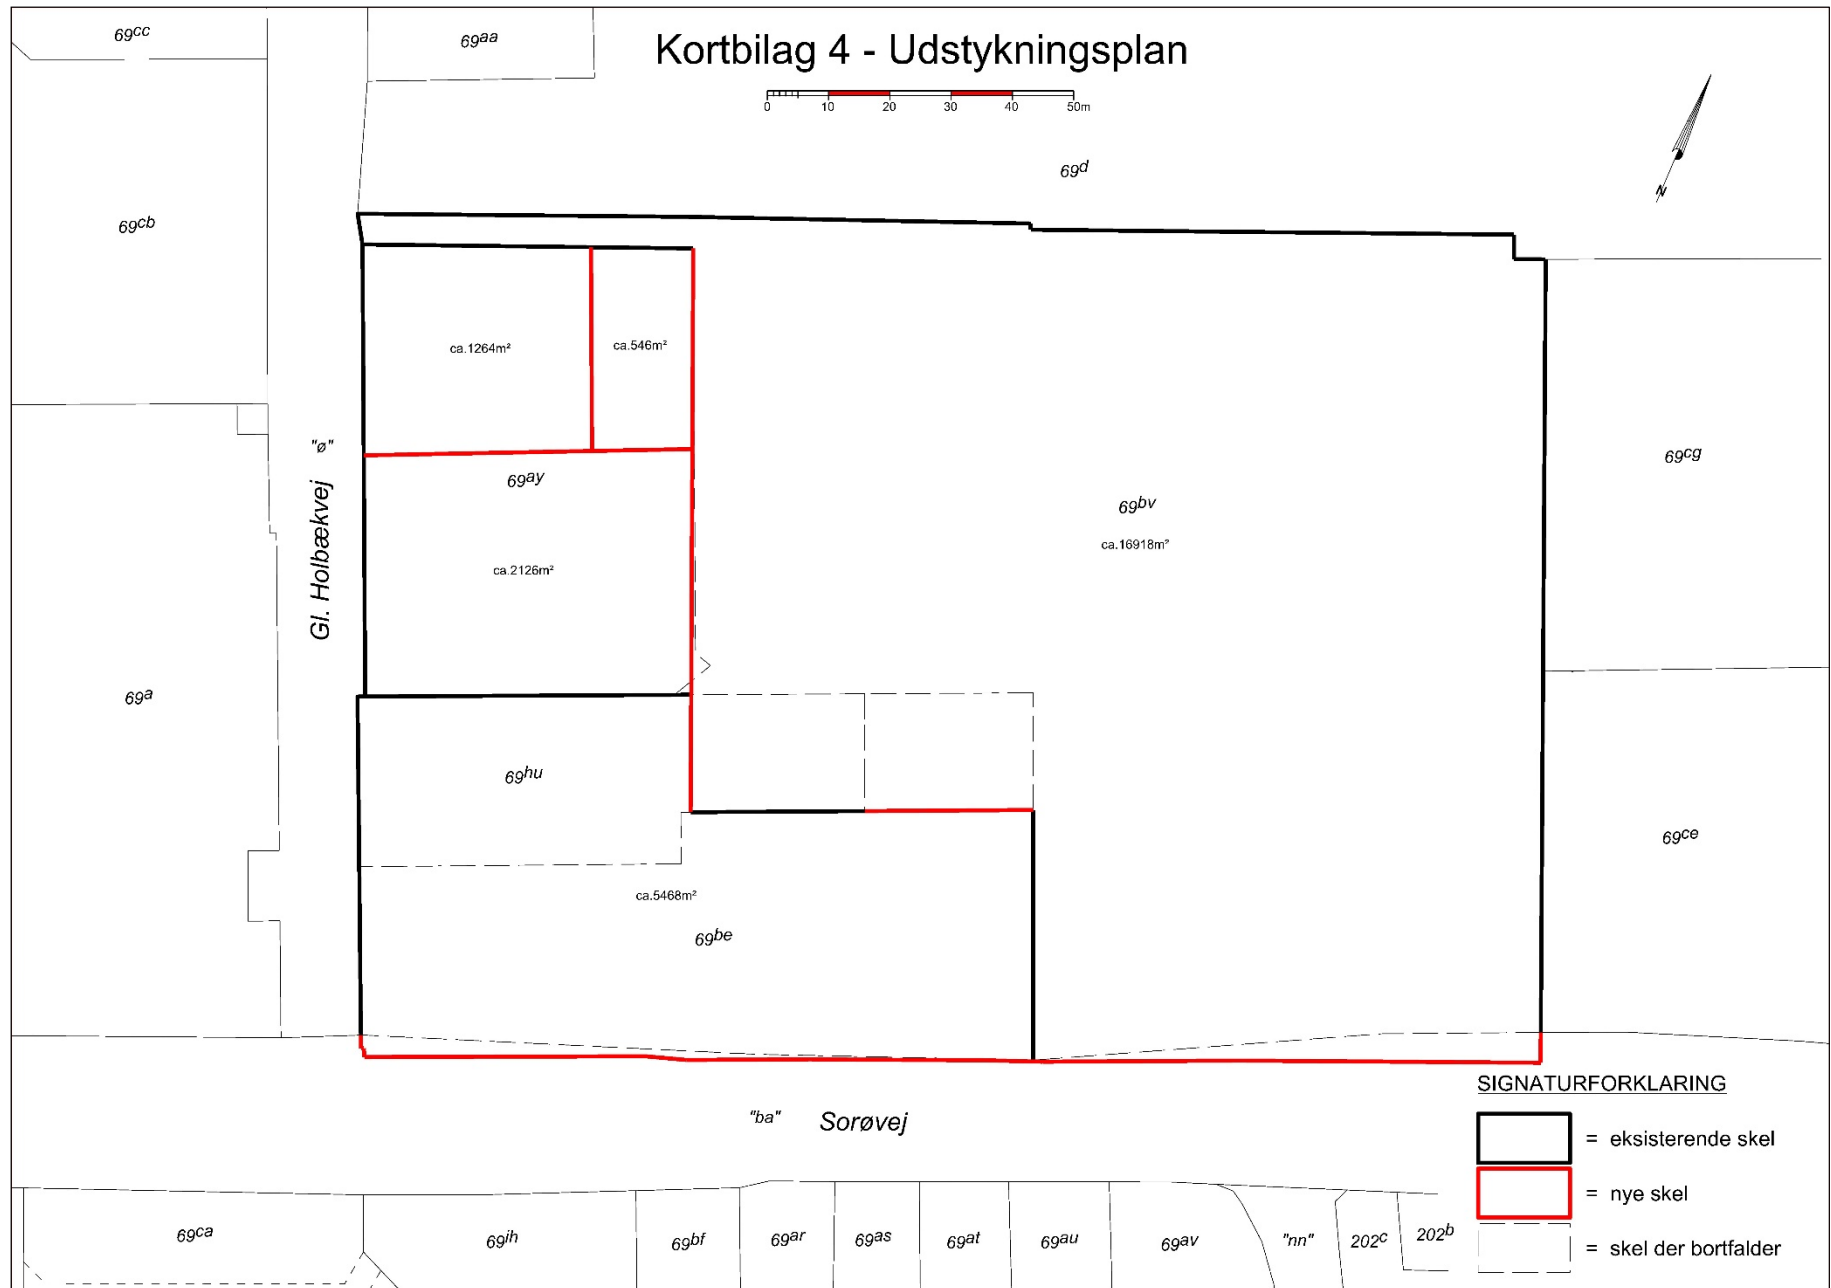 Kortbilag 4 - Udstykningsplan
0 10 20 30 40 50m
69cc
69aa
69d
N
69cb
ca.1264m²
ca.546m²
"ø"
69cg
69ay
69bv
ca.16918m²
Gl. Holbækvej
ca.2126m²
69a
69hu
69ce
ca.5468m²
69be
"ba" Sorøvej
SIGNATURFORKLARING
= eksisterende skel
= nye skel
= skel der bortfalder
69ca
69ih
69bf
69ar
69as
69at
69au
69av
"nn"
202c
202b